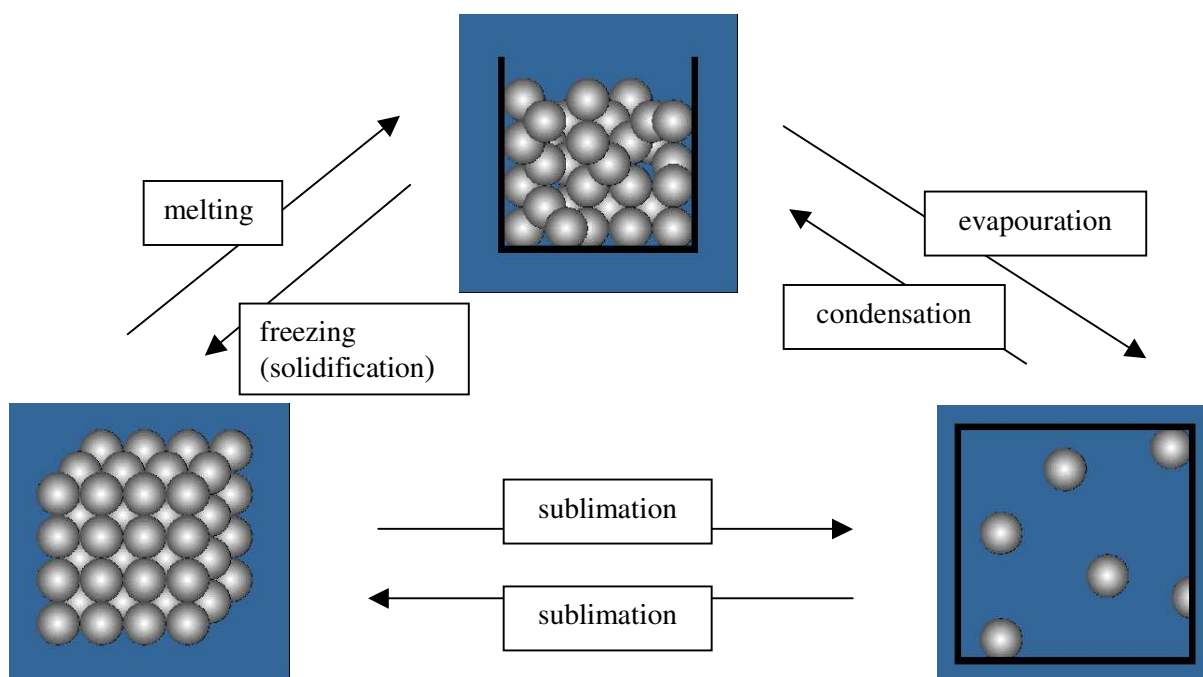 melting
evapouration
condensation
freezing
(solidification)
sublimation
sublimation